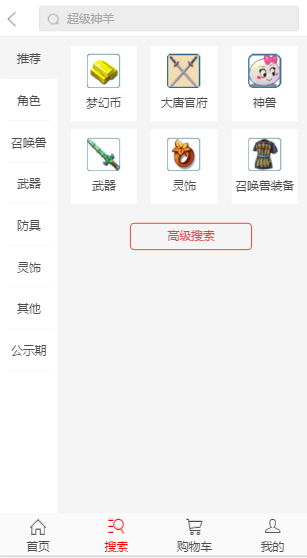 超级神羊
推荐
角色
召唤兽
武器
防具
灵饰
其他
公示期
梦幻币
大唐官府
神兽
武器
灵饰
召唤兽装备
高级搜索
首页
搜索
购物车
我的